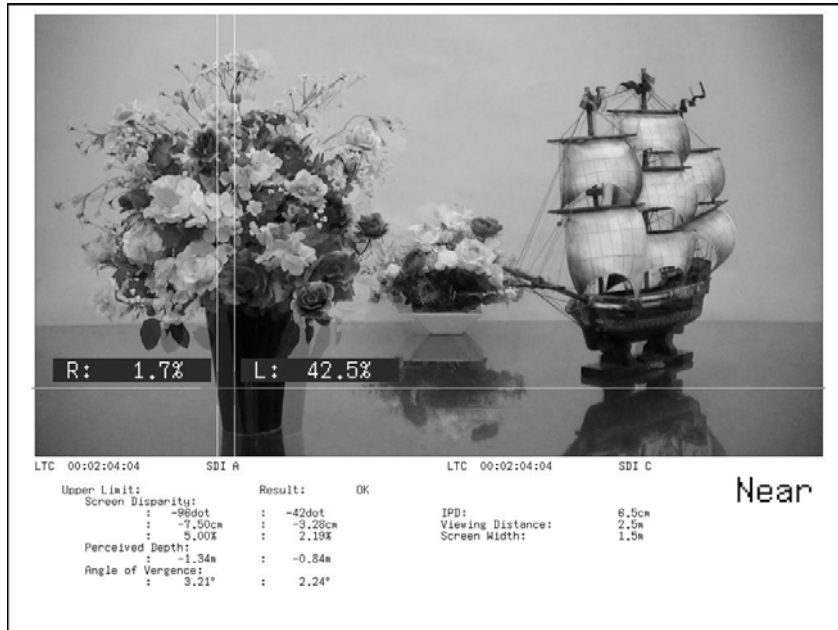 R: 1.7% L: 42.5%
LTC 00:02:04:04 SDI A LTC 00:02:04:04 SDI C
Near
Upper Limit: Result: OK
Screen Disparity:
: -96dot : -42dot IPD: 6.5cm
: -7.50cm : -3.28cm Viewing Distance: 2.5m
: 5.00% : 2.19% Screen Width: 1.5m
Perceived Depth:
: -1.34m : -0.84m
Angle of Vergence:
: 3.21° : 2.24°